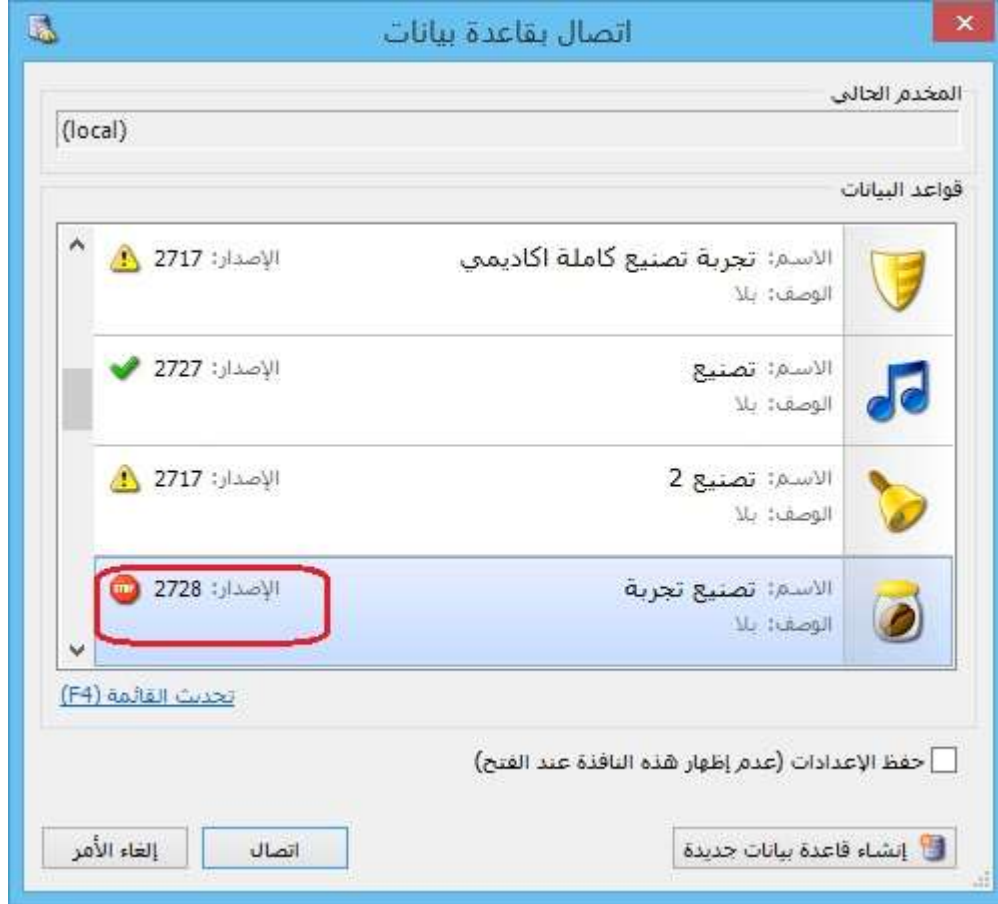 اتصال بقاعدة بيانات
المخدم الحالي
(local)
قواعد البيانات
الاسم: تجربة تصنيع كاملة اكاديمي
الإصدار: 2717
الوصف: بلا
الاسم: تصنيع
الإصدار: 2727
الوصف: بلا
الاسم: تصنيع 2
الإصدار: 2717
الوصف: بلا
الاسم: تصنيع تجربة
الإصدار: 2728
الوصف: بلا
تحديث القائمة (F4)
حفظ الإعدادات (عدم إظهار هذه النافذة عند الفتح)
إنشاء قاعدة بيانات جديدة
اتصال
إلغاء الأمر